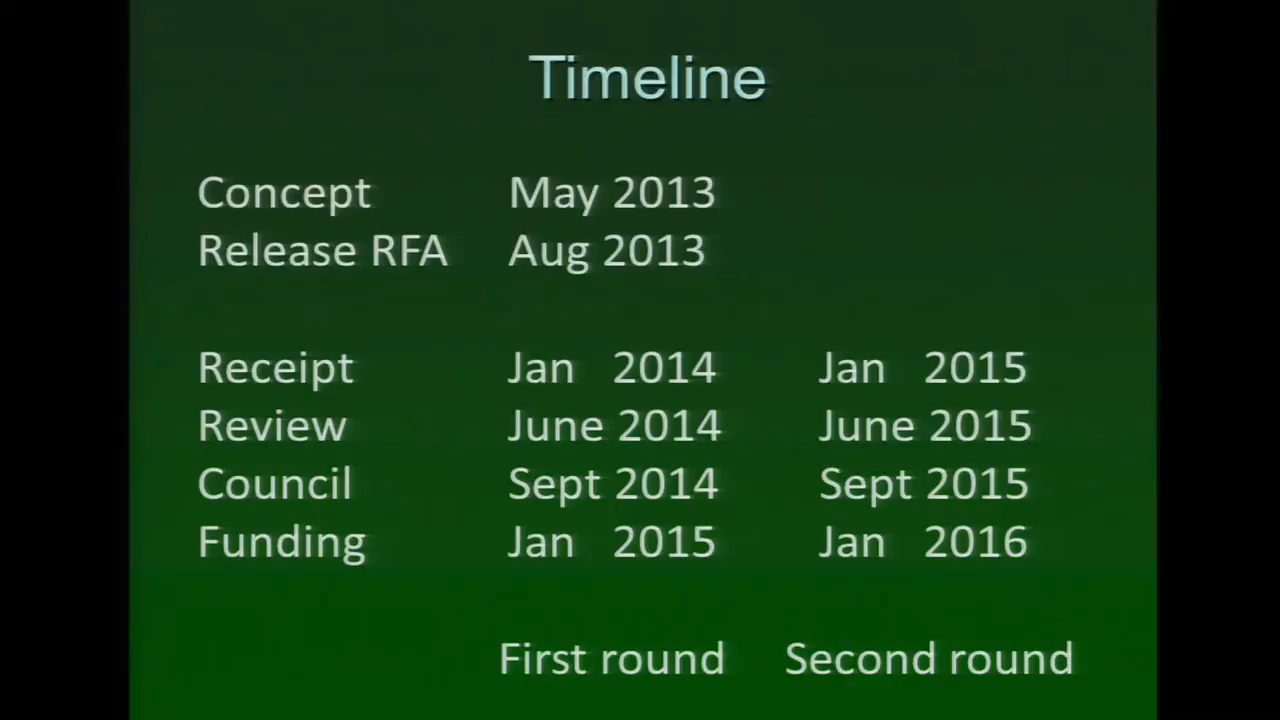 Timeline
Concept May 2013
Release RFA Aug 2013
Receipt Jan 2014 Jan 2015
Review June 2014 June 2015
Council Sept 2014 Sept 2015
Funding Jan 2015 Jan 2016
First round Second round